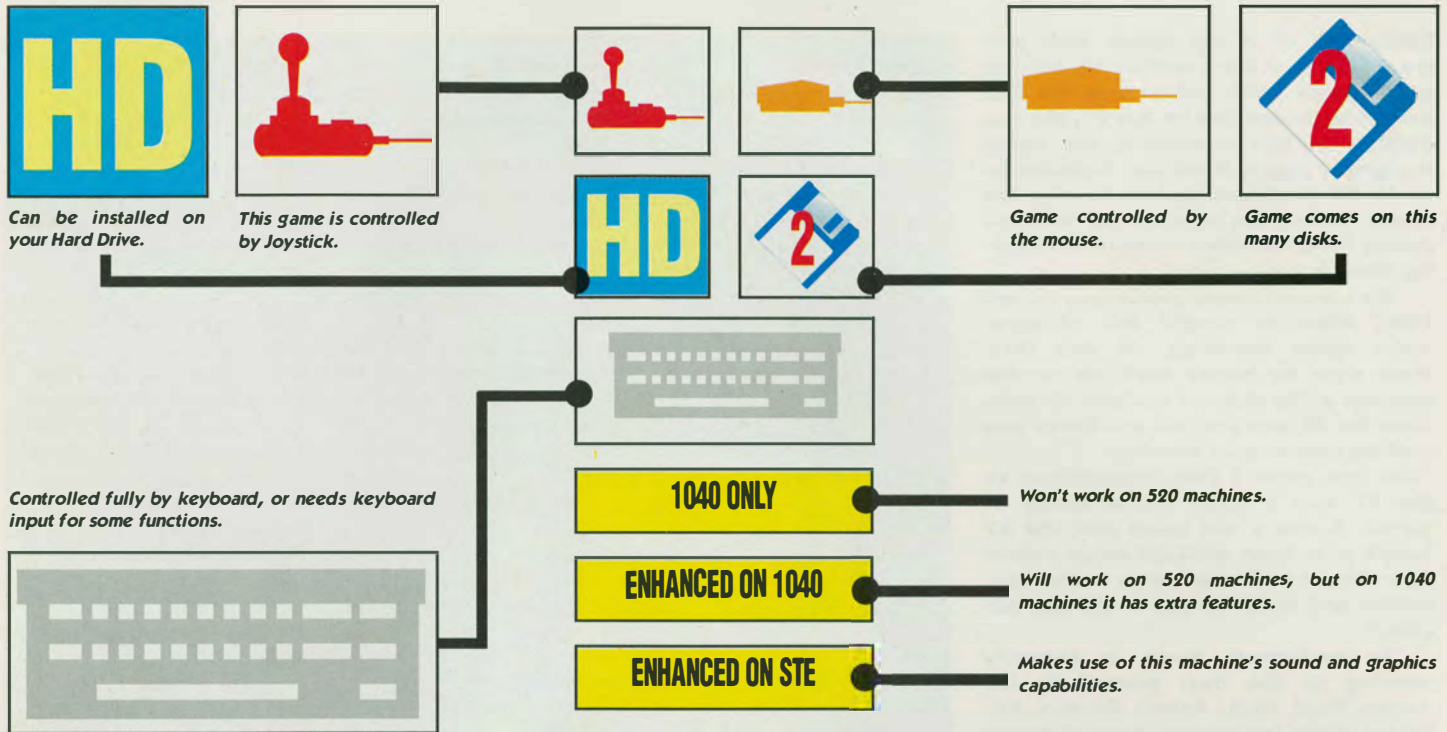 HD
2
Can be installed on
your Hard Drive.
This game is controlled
by Joystick.
HD
2
Game controlled by
the mouse.
Game comes on this
many disks.
Controlled fully by keyboard, or needs keyboard
input for some functions.
1040 ONLY
Won't work on 520 machines.
ENHANCED ON 1040
Will work on 520 machines, but on 1040
machines it has extra features.
ENHANCED ON STE
Makes use of this machine's sound and graphics
capabilities.